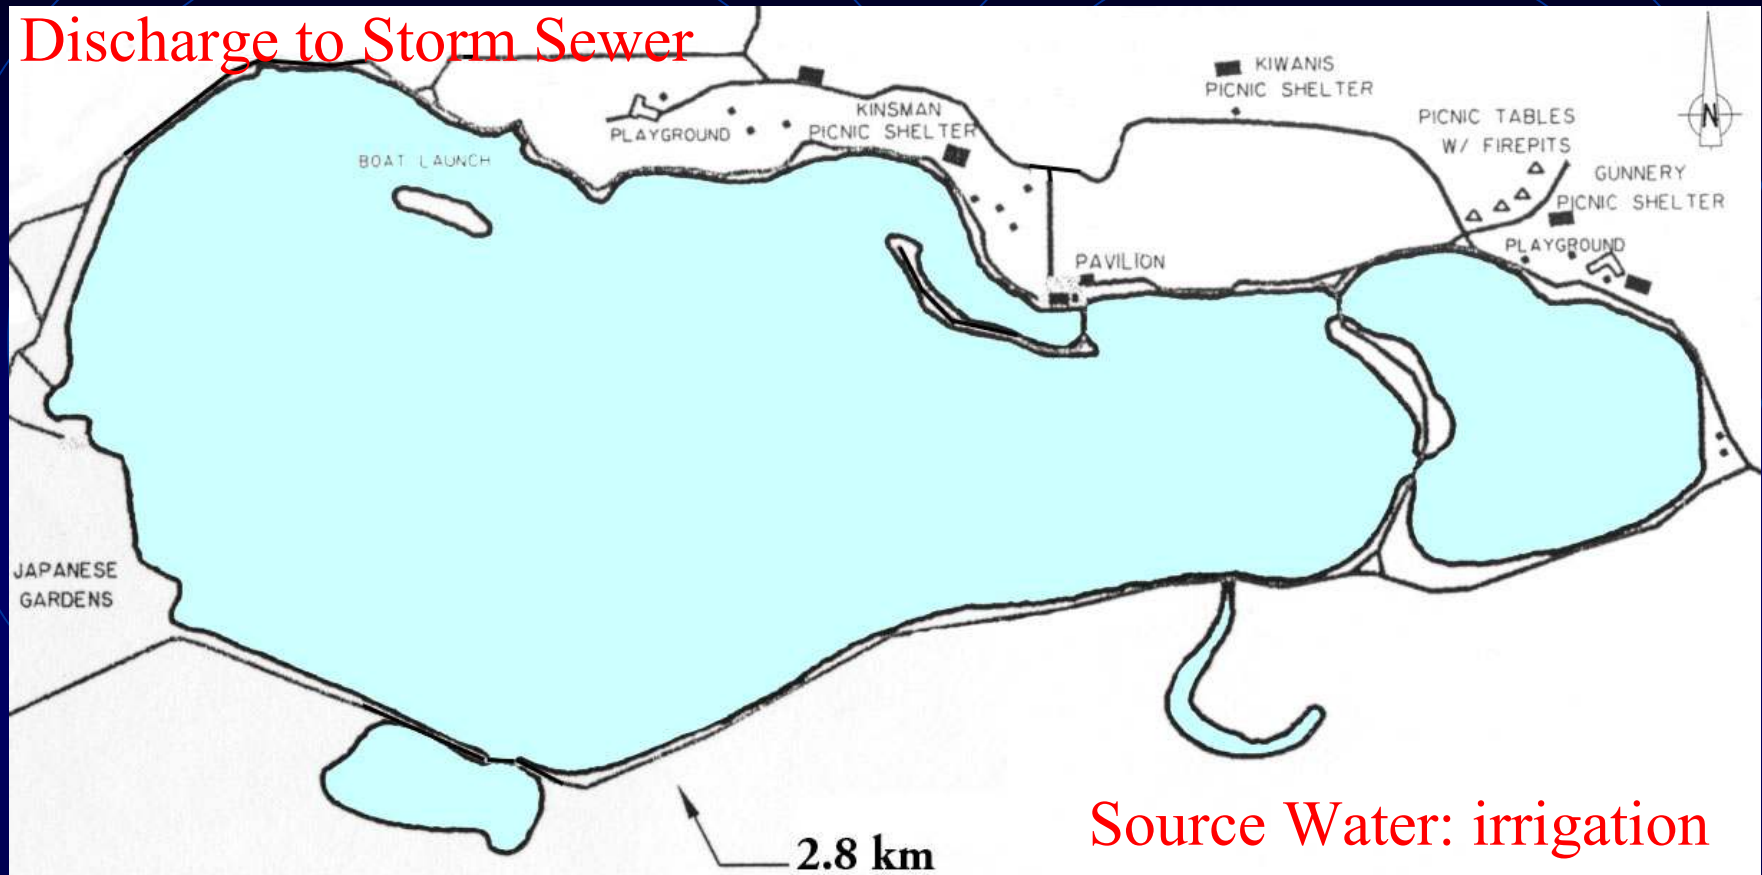 Discharge to Storm Sewer
KIWANIS
PICNIC SHELTER
N
PLAYGROUND
KINSMAN
PICNIC SHELTER
PICNIC TABLES
W/ FIREPITS
GUNNERY
PICNIC SHELTER
BOAT LAUNCH
PLAYGROUND
PAVILION
JAPANESE
GARDENS
Source Water: irrigation
2.8 km